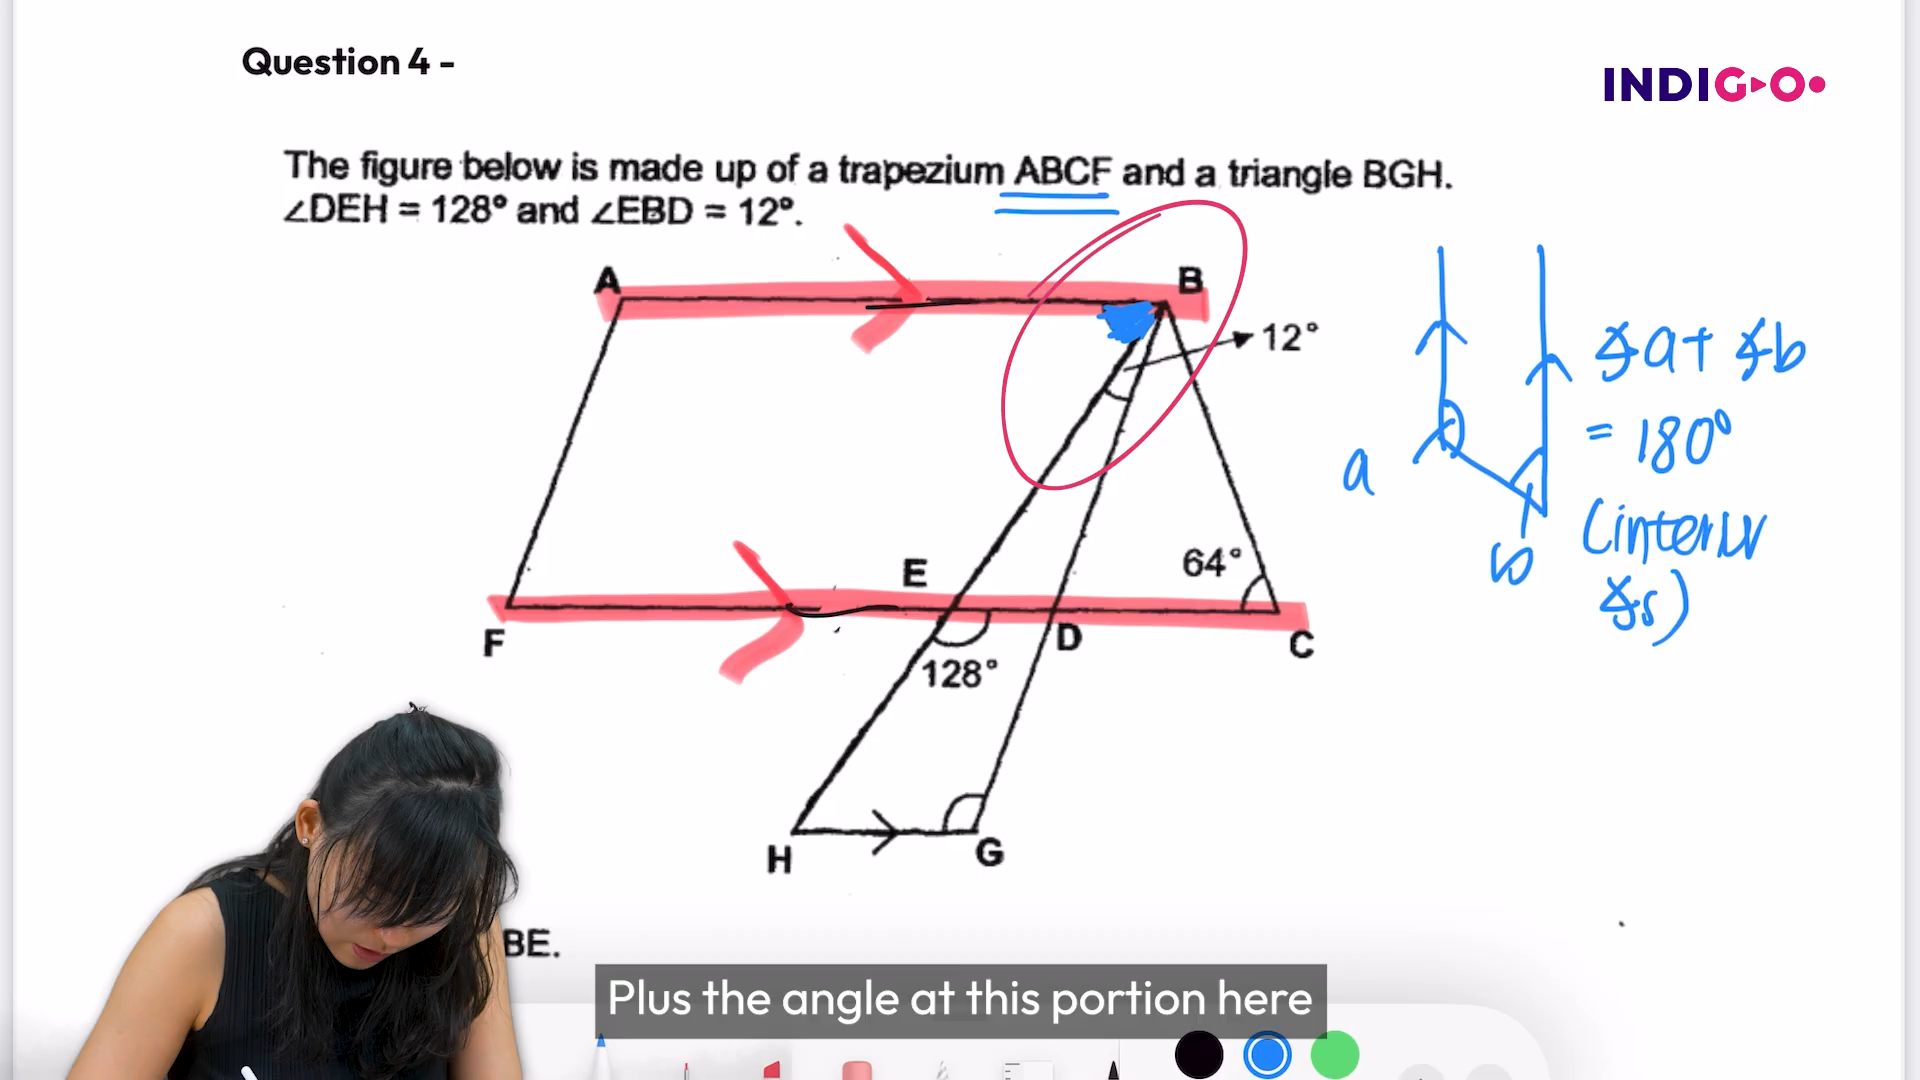 Question 4 -
INDIGO
The figure below is made up of a trapezium ABCF and a triangle BGH.
∠DEH = 128° and ∠EBD = 12°.
A
B
12°
∡a + ∡b
= 180°
a
b
(interior
∡s)
E
64°
F
D
C
128°
H
G
BE.
Plus the angle at this portion here